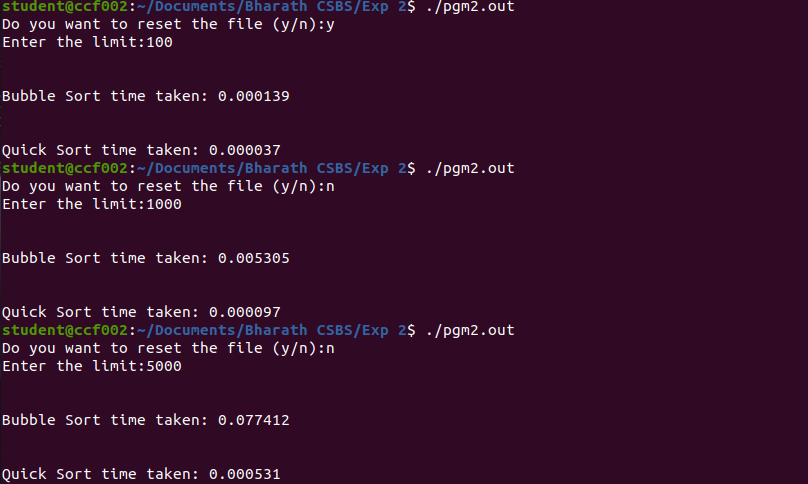 student@ccf002:~/Documents/Bharath CSBS/Exp 2$ ./pgm2.out
Do you want to reset the file (y/n):y
Enter the limit:100
Bubble Sort time taken: 0.000139
Quick Sort time taken: 0.000037
student@ccf002:~/Documents/Bharath CSBS/Exp 2$ ./pgm2.out
Do you want to reset the file (y/n):n
Enter the limit:1000
Bubble Sort time taken: 0.005305
Quick Sort time taken: 0.000097
student@ccf002:~/Documents/Bharath CSBS/Exp 2$ ./pgm2.out
Do you want to reset the file (y/n):n
Enter the limit:5000
Bubble Sort time taken: 0.077412
Quick Sort time taken: 0.000531